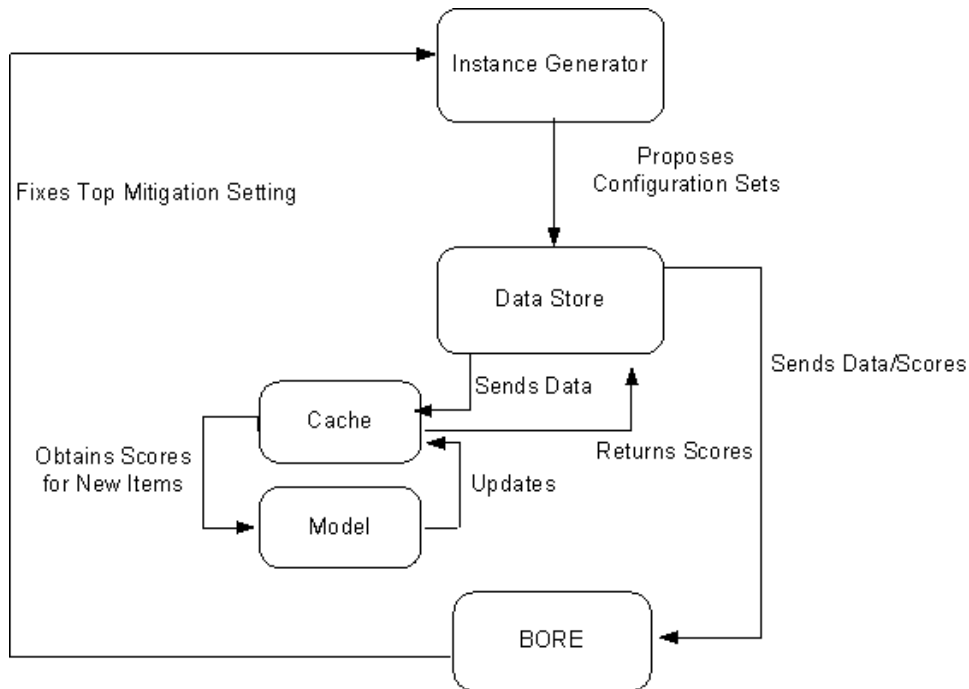 Instance Generator
Proposes
Configuration Sets
Fixes Top Mitigation Setting
Data Store
Sends Data/Scores
Sends Data
Cache
Returns Scores
Obtains Scores
for New Items
Updates
Model
BORE